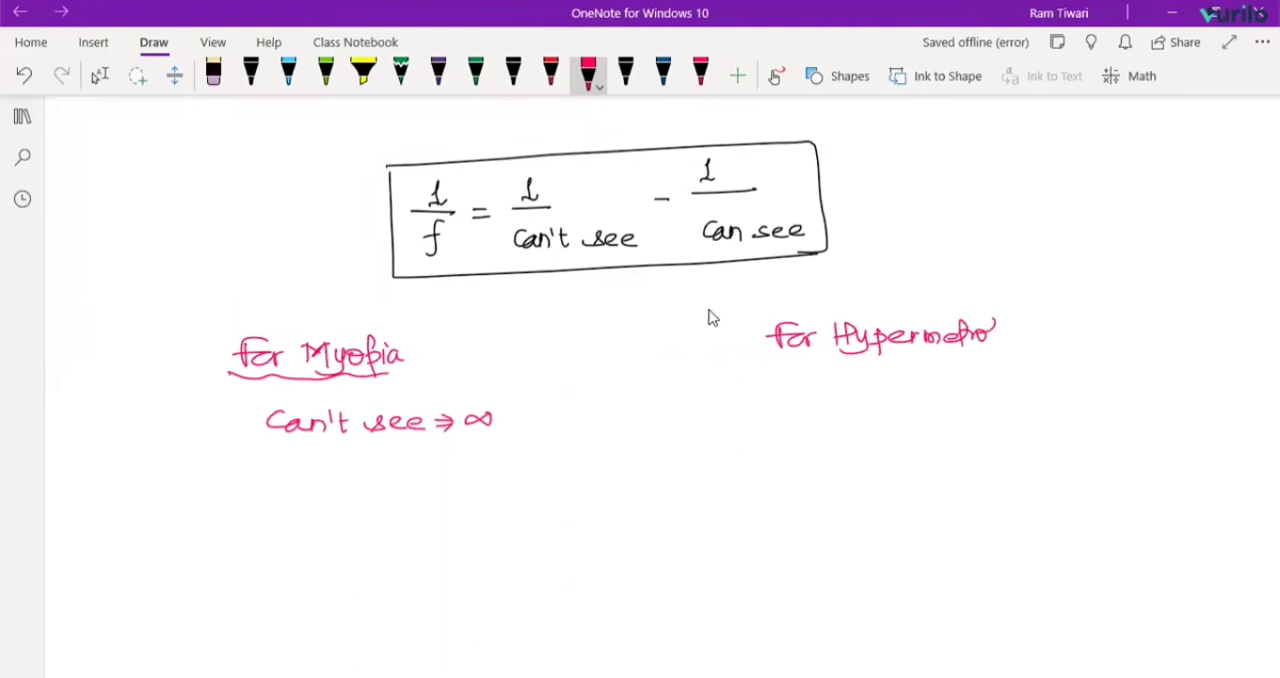 OneNote for Windows 10
Ram Tiwari
vurilo
Home Insert Draw View Help Class Notebook
Saved offline (error) Share
Shapes Ink to Shape Ink to Text Math
1/f = 1/Can't see - 1/Can see
For Myopia
For Hypermetro
Can't see ⇒ ∞